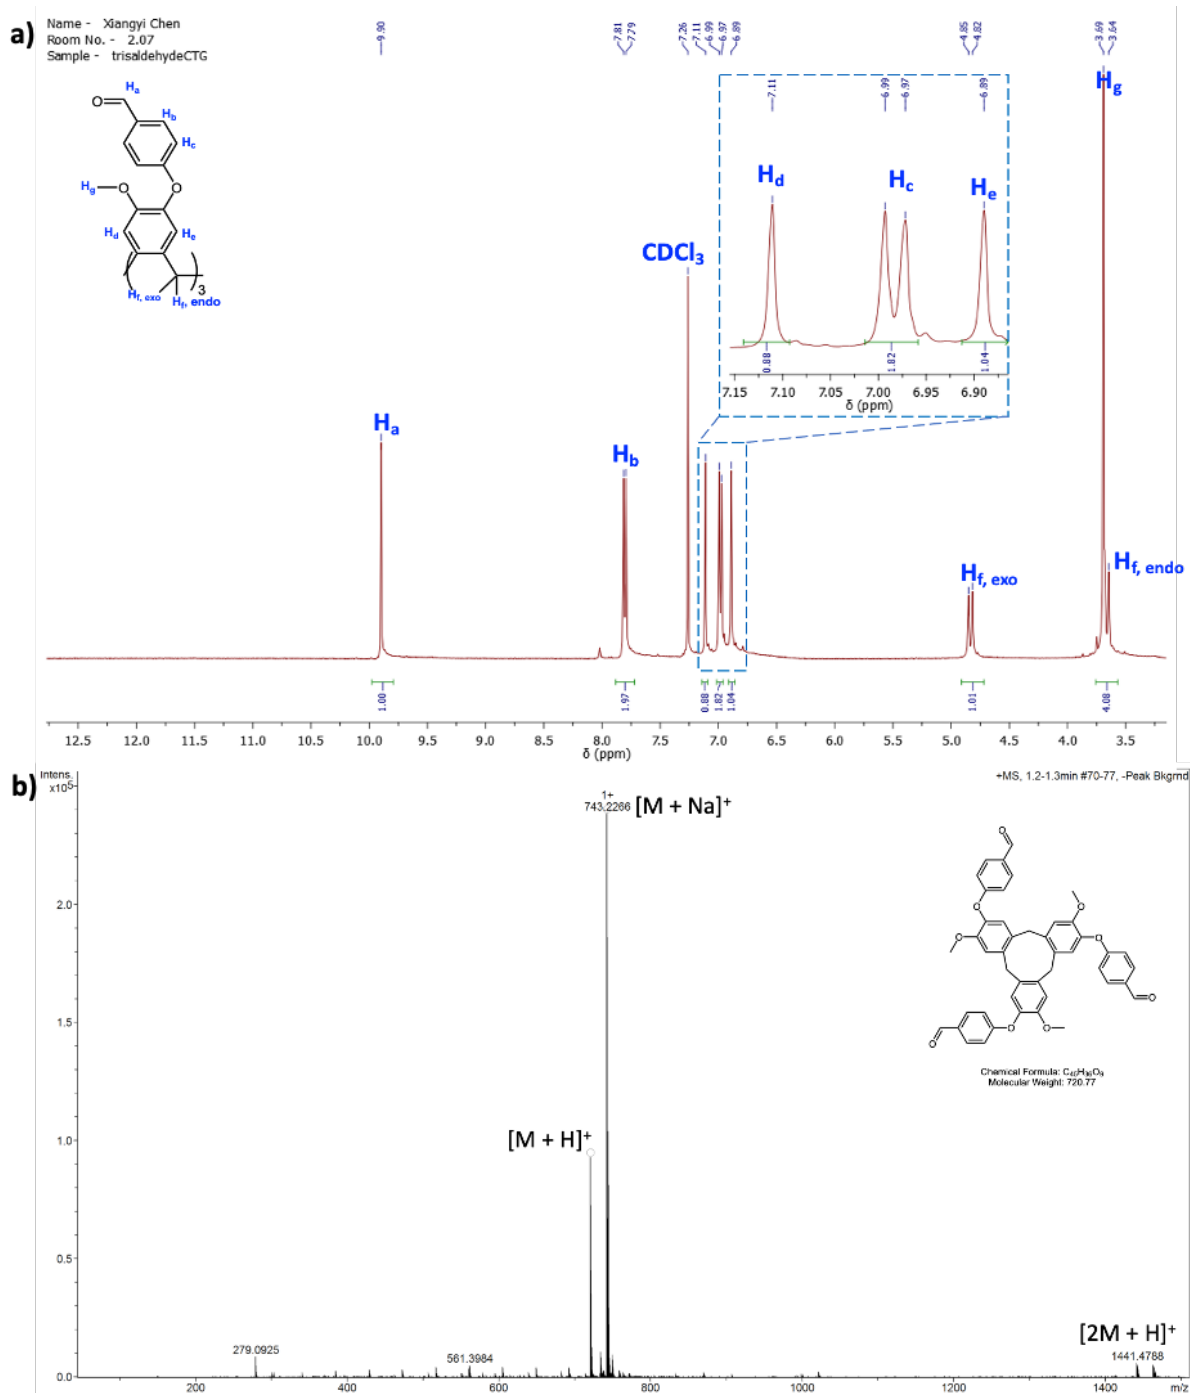 a)
Name - Xiangyi Chen
Room No. - 2.07
Sample - trisaldehydeCTG
9.90
7.81
7.79
7.26
7.11
6.99
6.97
6.89
4.85
4.82
3.69
3.64
Ha
O
Hb
Hc
Hg
O
O
Hd
He
3
Hf, exo
Hf, endo
7.11
6.99
6.97
6.89
Hd
Hc
He
0.88
1.82
1.04
7.15 7.10 7.05 7.00 6.95 6.90
δ (ppm)
CDCl3
Hg
Ha
Hb
Hf, exo
Hf, endo
1.00
1.97
0.88
1.82
1.04
1.01
4.08
12.5 12.0 11.5 11.0 10.5 10.0 9.5 9.0 8.5 8.0 7.5 7.0 6.5 6.0 5.5 5.0 4.5 4.0 3.5
δ (ppm)
b)
Intens.
x10^5
+MS, 1.2-1.3min #70-77, -Peak Bkgrnd
1+
743.2266
[M + Na]+
2.0
1.5
1.0
0.5
0.0
O
O
O
O
O
O
O
O
O
Chemical Formula: C45H36O9
Molecular Weight: 720.77
[M + H]+
[2M + H]+
279.0925
561.3984
1441.4788
200 400 600 800 1000 1200 1400 m/z